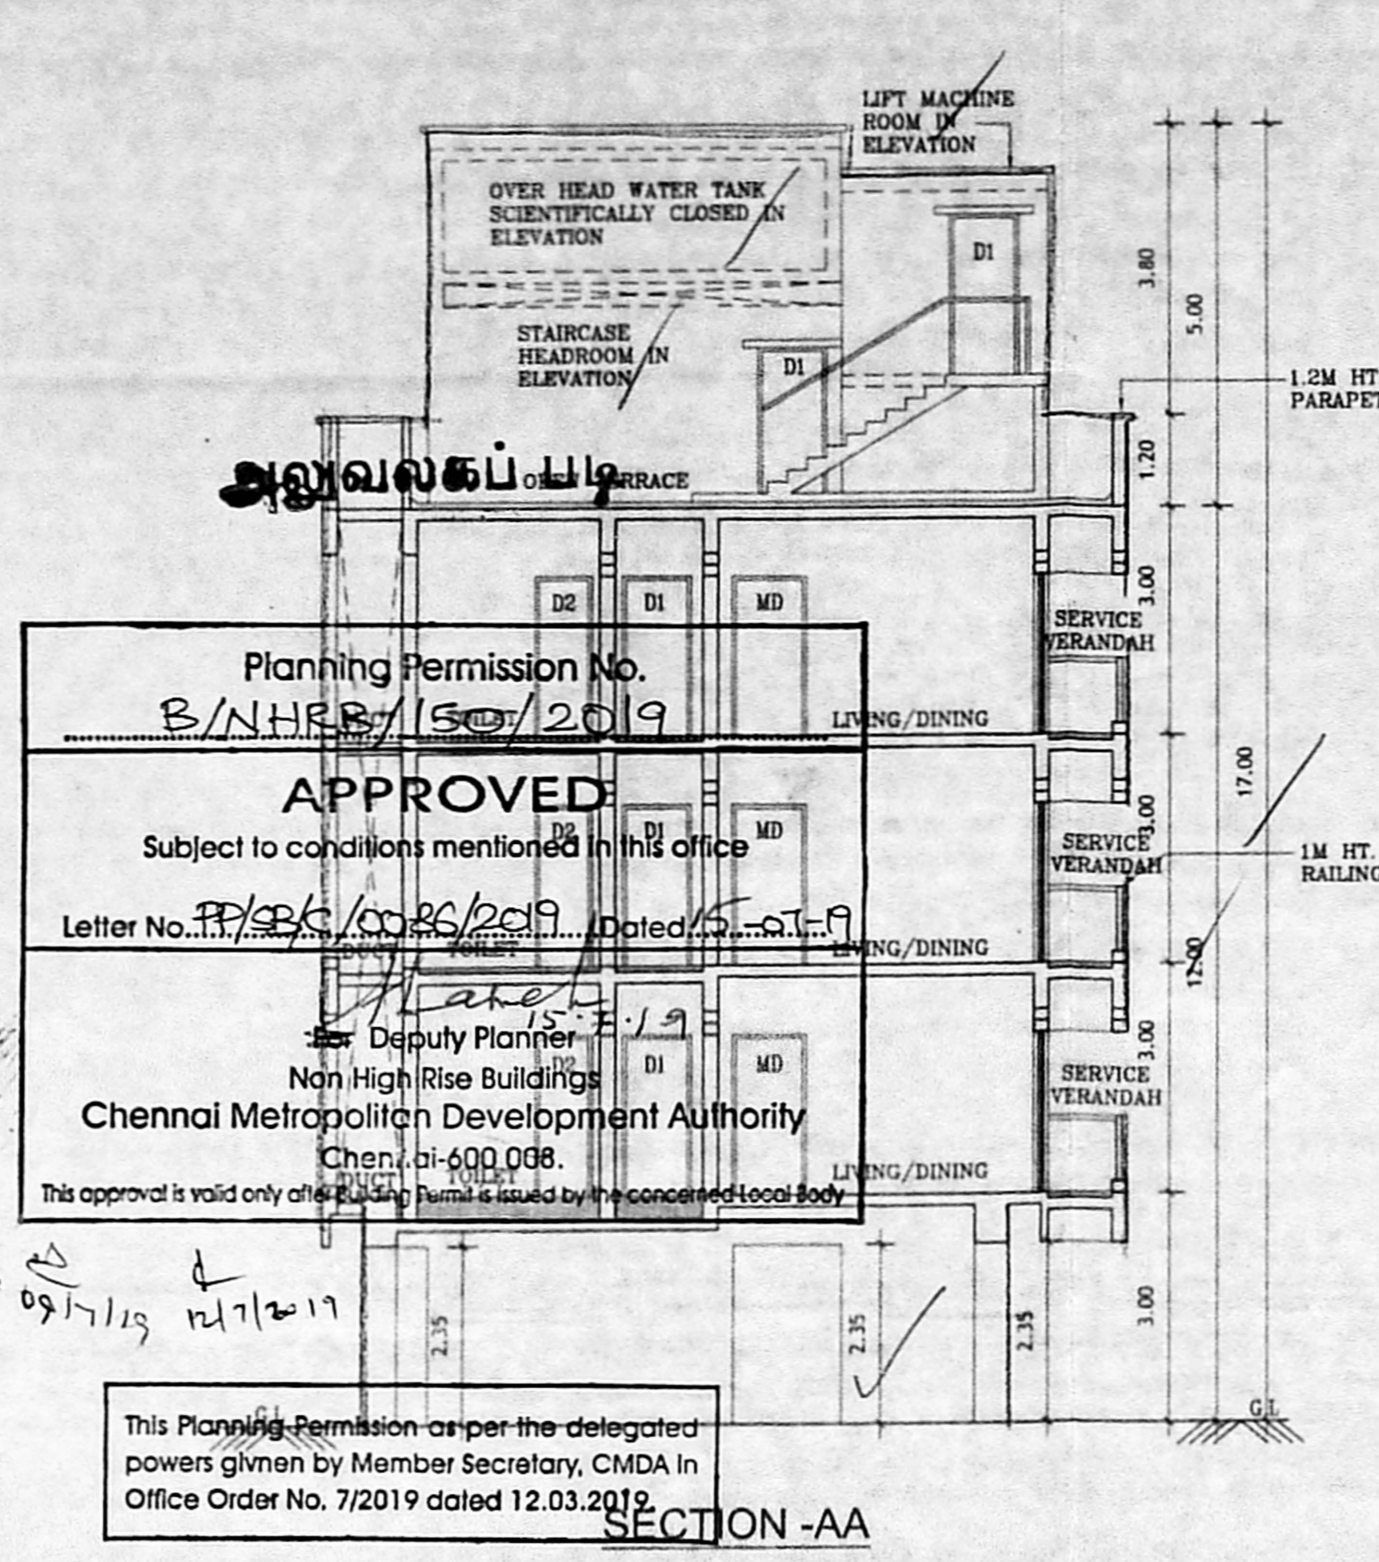 LIFT MACHINE
ROOM IN
ELEVATION
OVER HEAD WATER TANK
SCIENTIFICALLY CLOSED IN
ELEVATION
D1
3.80
5.00
STAIRCASE
HEADROOM IN
ELEVATION
D1
1.2M HT
PARAPET
1.20
அலுவலகப் படி
OPEN TERRACE
D2 D1 MD
3.00
SERVICE
VERANDAH
Planning Permission No.
B/NHRB/150/2019
TOILET
LIVING/DINING
17.00
APPROVED
D2 D1 MD
3.00
SERVICE
VERANDAH
1M HT.
RAILING
Subject to conditions mentioned in this office
Letter No. PP/SB/C/0086/2019 Dated 15-07-19
DUCT TOILET LIVING/DINING
12.00
15.7.19
For Deputy Planner
D2 D1 MD
3.00
SERVICE
VERANDAH
Non High Rise Buildings
Chennai Metropolitan Development Authority
Chennai-600 008.
DUCT TOILET LIVING/DINING
This approval is valid only after Building Permit is issued by the concerned Local Body
09/7/19 12/7/2019
2.35 2.35 2.35 3.00
G.L
This Planning Permission as per the delegated
powers givnen by Member Secretary, CMDA in
Office Order No. 7/2019 dated 12.03.2019.
SECTION -AA